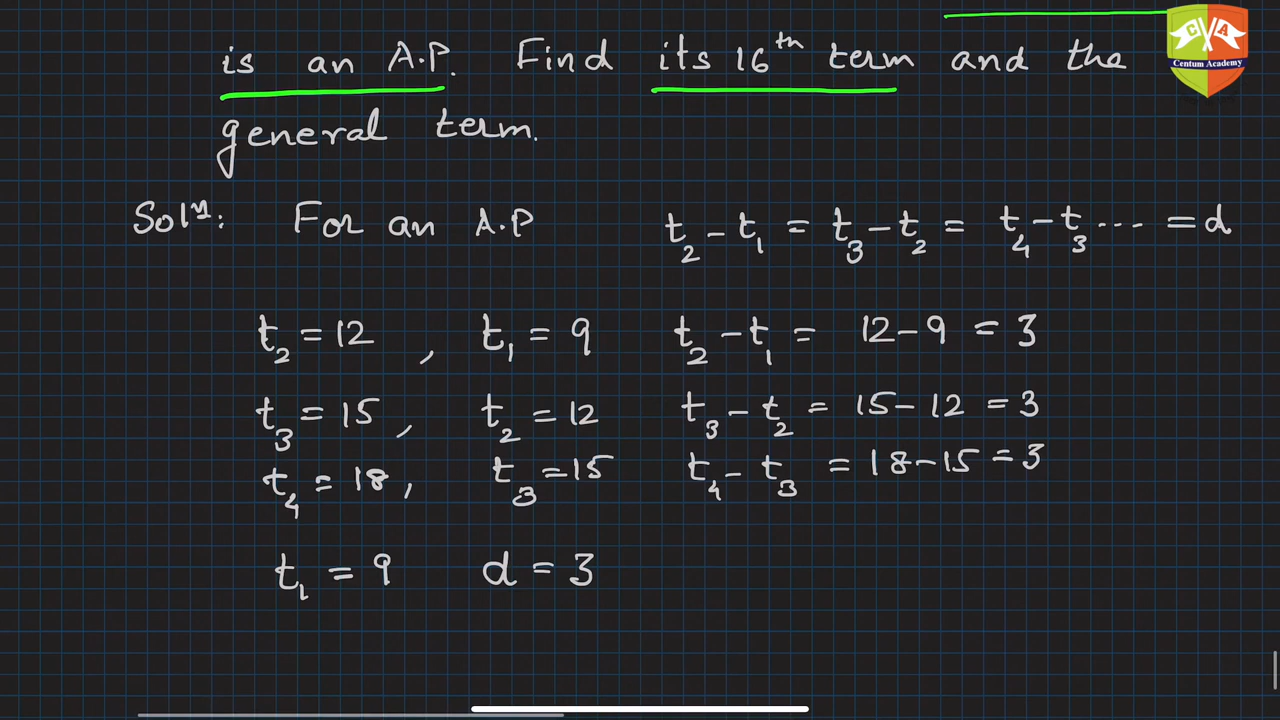 is an A.P. Find its 16th term and the
general term.
Solⁿ: For an A.P t₂ - t₁ = t₃ - t₂ = t₄ - t₃ .... = d
t₂ = 12 , t₁ = 9 t₂ - t₁ = 12 - 9 = 3
t₃ = 15 , t₂ = 12 t₃ - t₂ = 15 - 12 = 3
t₄ = 18 , t₃ = 15 t₄ - t₃ = 18 - 15 = 3
t₁ = 9 d = 3
C A
Centum Academy